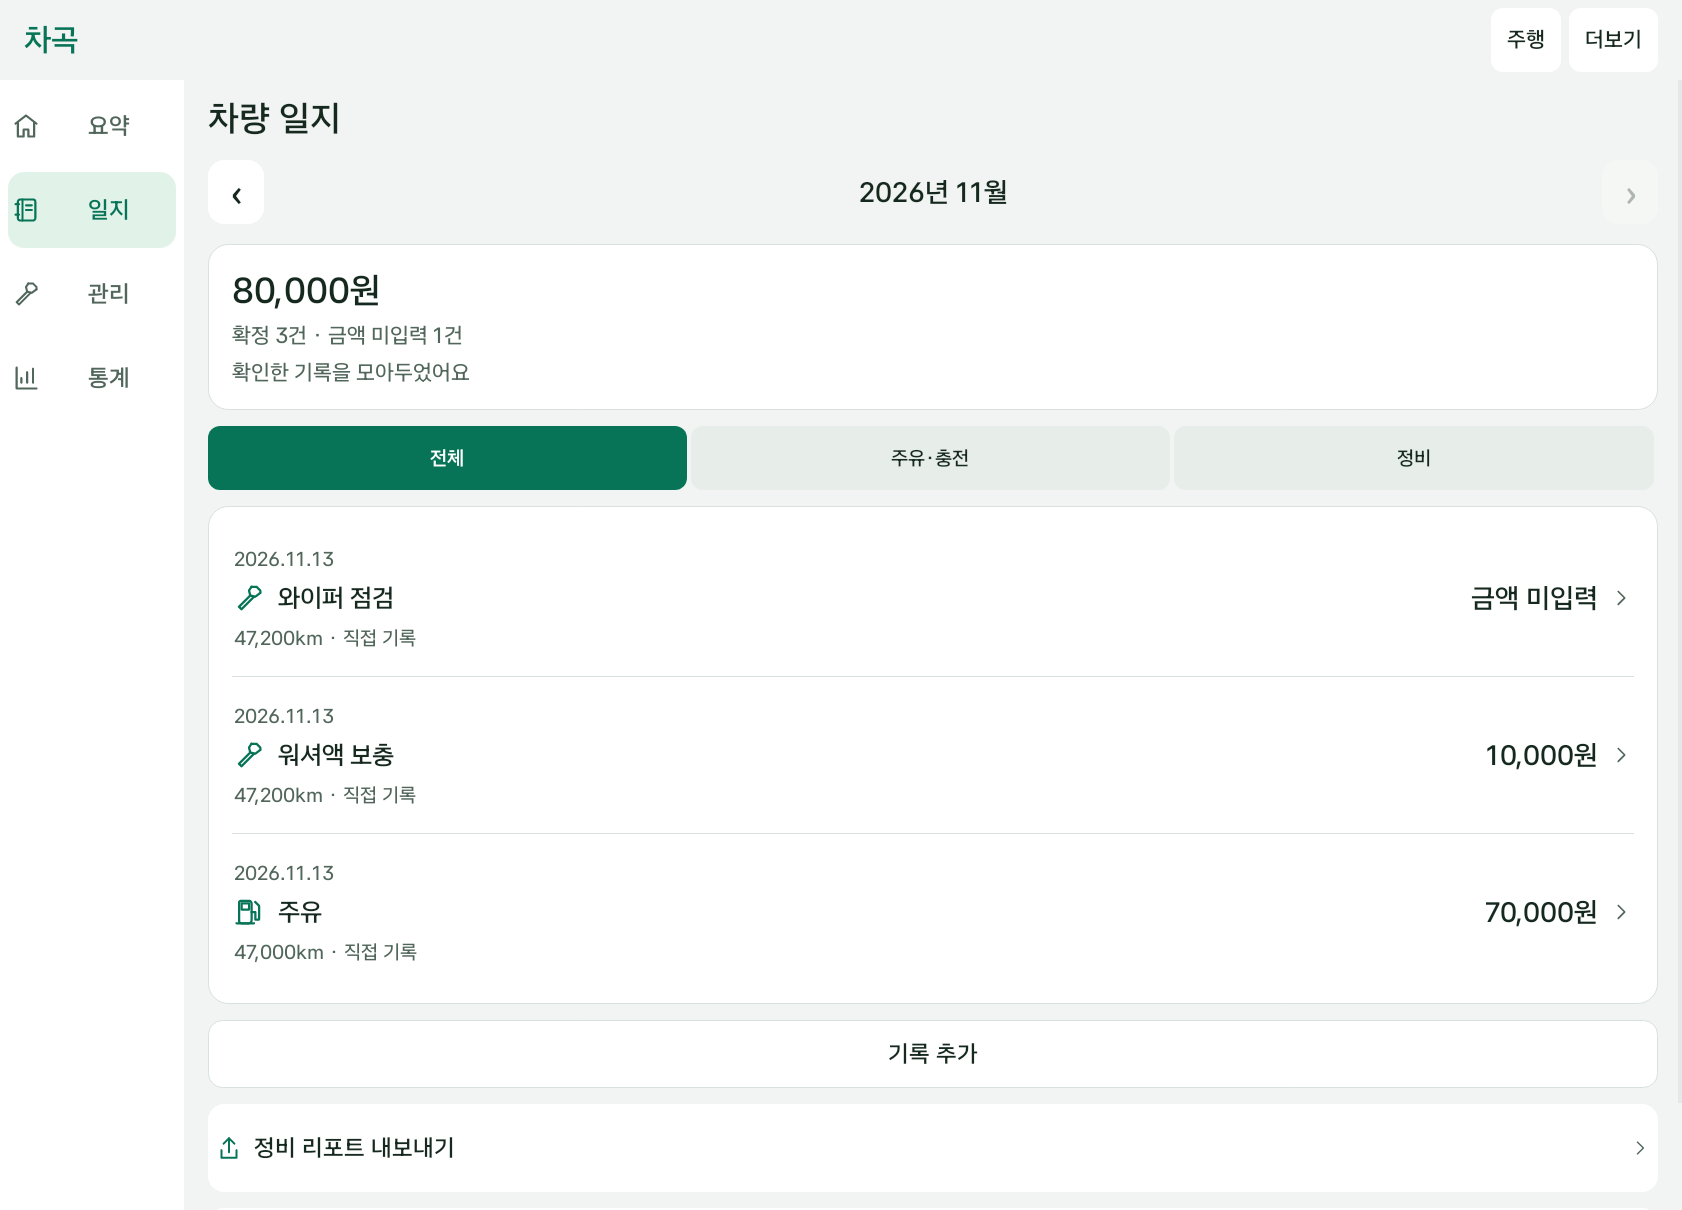 차곡
주행
더보기
요약
일지
관리
통계
차량 일지
2026년 11월
80,000원
확정 3건 · 금액 미입력 1건
확인한 기록을 모아두었어요
전체
주유·충전
정비
2026.11.13
와이퍼 점검
금액 미입력
47,200km · 직접 기록
2026.11.13
워셔액 보충
10,000원
47,200km · 직접 기록
2026.11.13
주유
70,000원
47,000km · 직접 기록
기록 추가
정비 리포트 내보내기